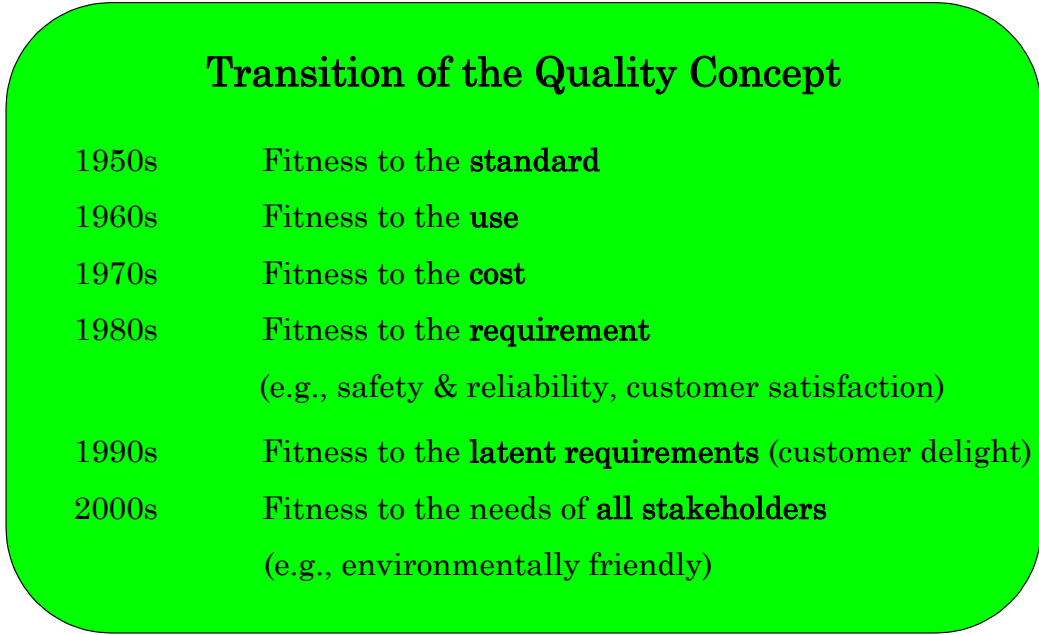 Transition of the Quality Concept
1950s Fitness to the standard
1960s Fitness to the use
1970s Fitness to the cost
1980s Fitness to the requirement
(e.g., safety & reliability, customer satisfaction)
1990s Fitness to the latent requirements (customer delight)
2000s Fitness to the needs of all stakeholders
(e.g., environmentally friendly)